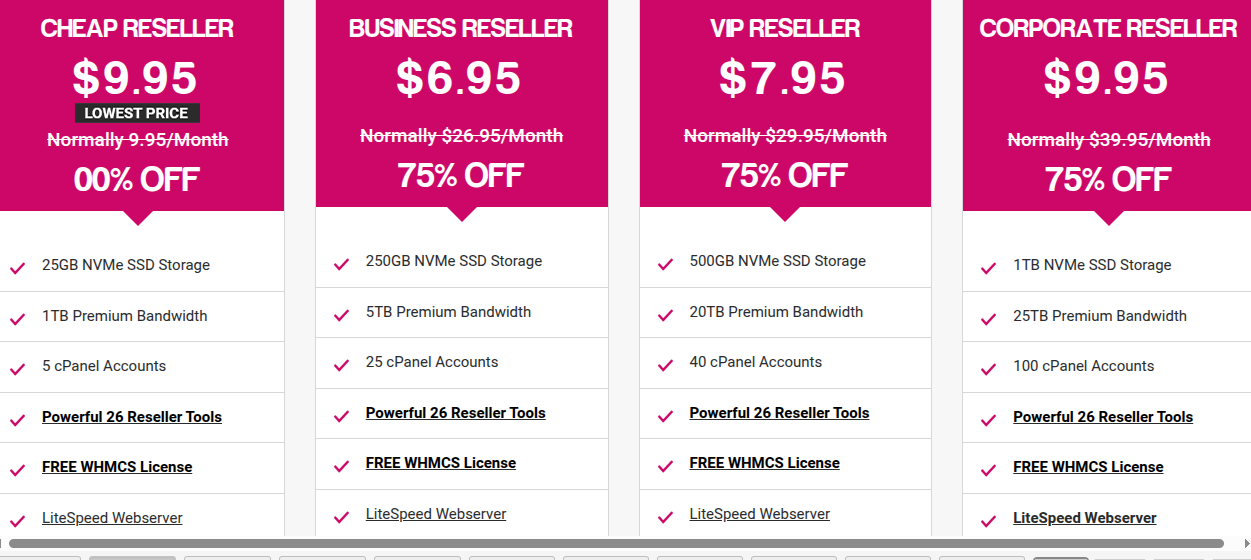 CHEAP RESELLER
$9.95
LOWEST PRICE
Normally 9.95/Month
00% OFF
25GB NVMe SSD Storage
1TB Premium Bandwidth
5 cPanel Accounts
Powerful 26 Reseller Tools
FREE WHMCS License
LiteSpeed Webserver
BUSINESS RESELLER
$6.95
Normally $26.95/Month
75% OFF
250GB NVMe SSD Storage
5TB Premium Bandwidth
25 cPanel Accounts
Powerful 26 Reseller Tools
FREE WHMCS License
LiteSpeed Webserver
VIP RESELLER
$7.95
Normally $29.95/Month
75% OFF
500GB NVMe SSD Storage
20TB Premium Bandwidth
40 cPanel Accounts
Powerful 26 Reseller Tools
FREE WHMCS License
LiteSpeed Webserver
CORPORATE RESELLER
$9.95
Normally $39.95/Month
75% OFF
1TB NVMe SSD Storage
25TB Premium Bandwidth
100 cPanel Accounts
Powerful 26 Reseller Tools
FREE WHMCS License
LiteSpeed Webserver